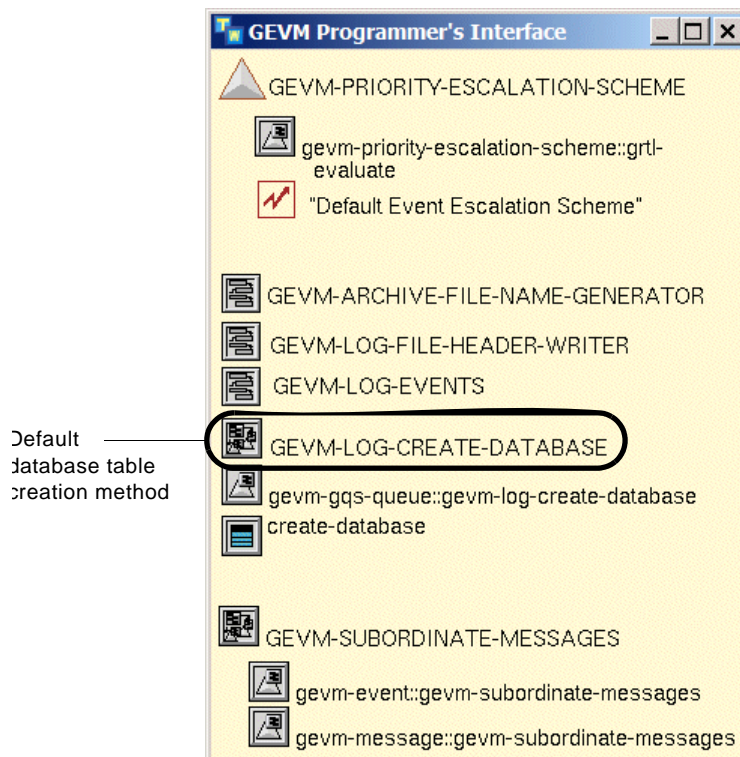 GEVM Programmer's Interface
GEVM-PRIORITY-ESCALATION-SCHEME
gevm-priority-escalation-scheme::grtl-
evaluate
"Default Event Escalation Scheme"
GEVM-ARCHIVE-FILE-NAME-GENERATOR
GEVM-LOG-FILE-HEADER-WRITER
GEVM-LOG-EVENTS
Default
database table
creation method
GEVM-LOG-CREATE-DATABASE
gevm-gqs-queue::gevm-log-create-database
create-database
GEVM-SUBORDINATE-MESSAGES
gevm-event::gevm-subordinate-messages
gevm-message::gevm-subordinate-messages